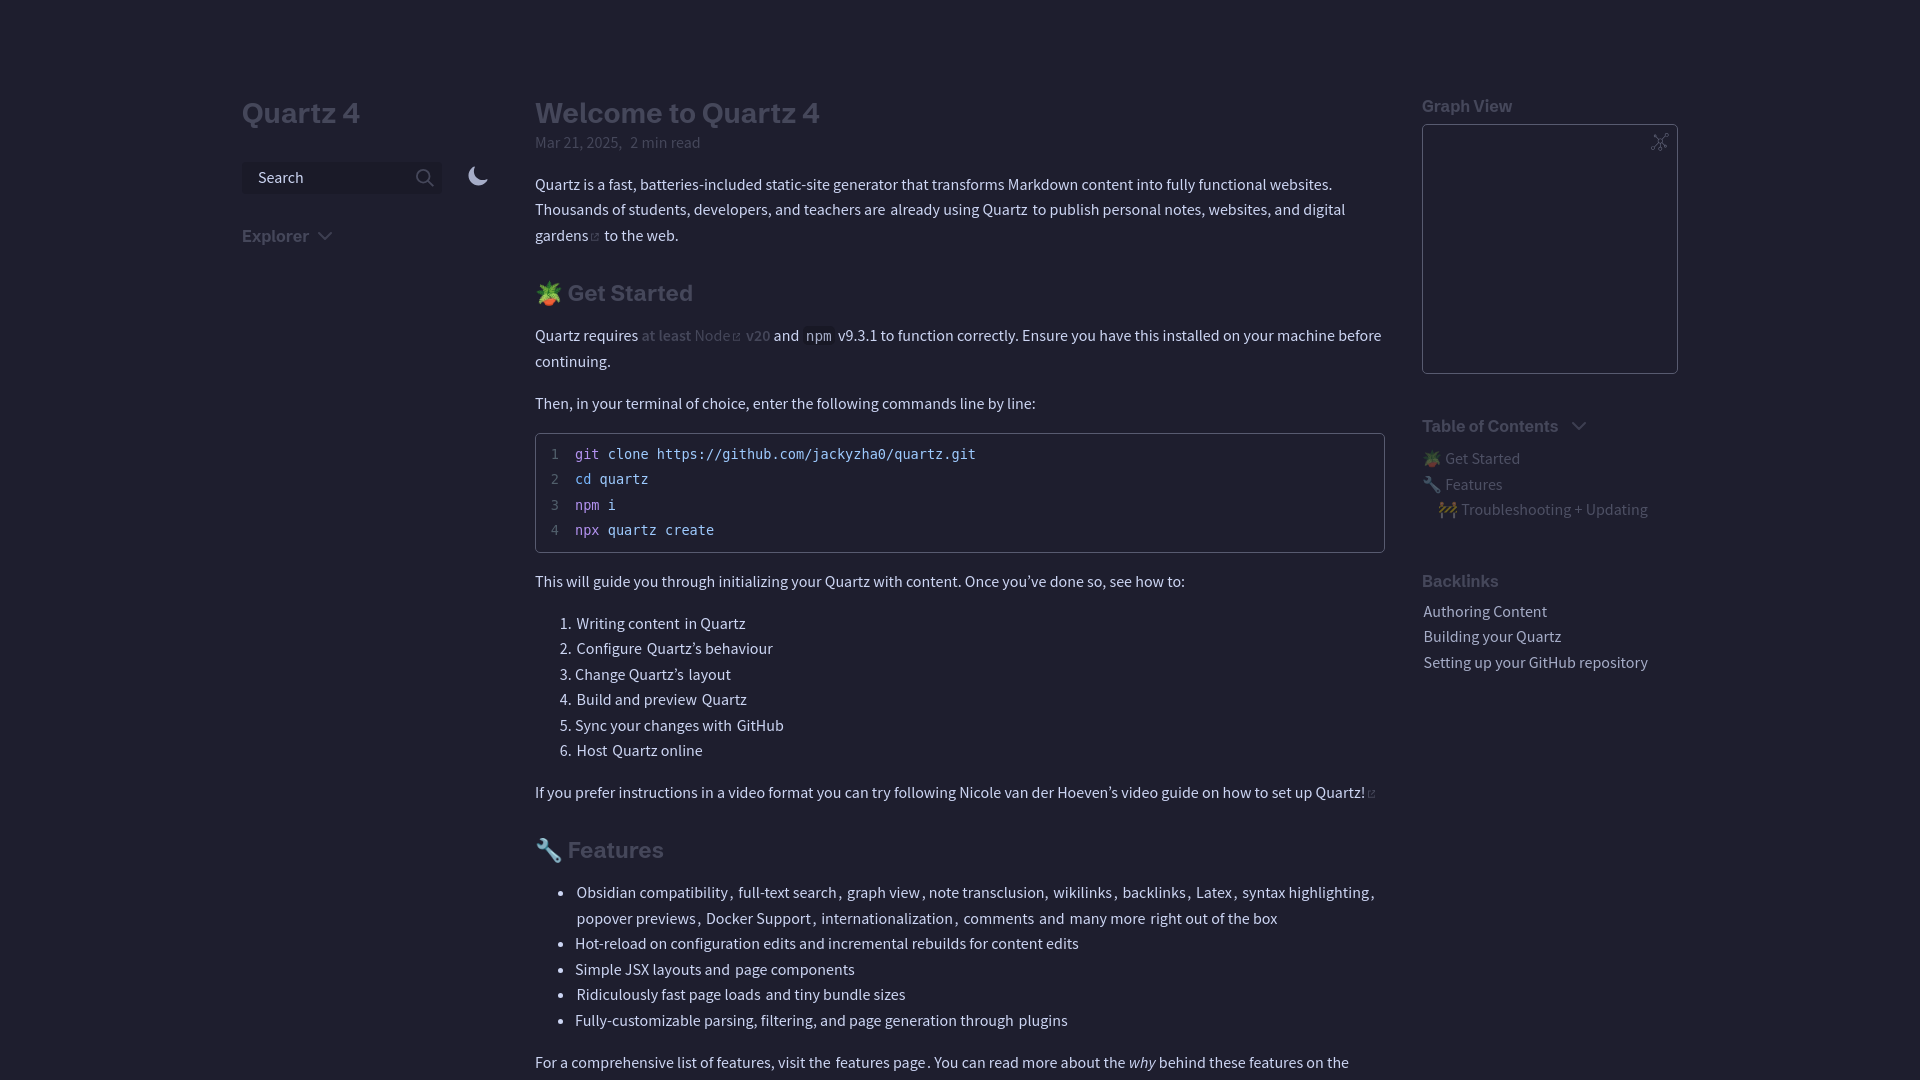 Quartz 4
Search
Explorer
Welcome to Quartz 4
Mar 21, 2025, 2 min read
Quartz is a fast, batteries-included static-site generator that transforms Markdown content into fully functional websites.
Thousands of students, developers, and teachers are already using Quartz to publish personal notes, websites, and digital
gardens to the web.
🪴 Get Started
Quartz requires at least Node v20 and npm v9.3.1 to function correctly. Ensure you have this installed on your machine before
continuing.
Then, in your terminal of choice, enter the following commands line by line:
1 git clone https://github.com/jackyzha0/quartz.git
2 cd quartz
3 npm i
4 npx quartz create
This will guide you through initializing your Quartz with content. Once you’ve done so, see how to:
1. Writing content in Quartz
2. Configure Quartz’s behaviour
3. Change Quartz’s layout
4. Build and preview Quartz
5. Sync your changes with GitHub
6. Host Quartz online
If you prefer instructions in a video format you can try following Nicole van der Hoeven’s video guide on how to set up Quartz!
🔧 Features
• Obsidian compatibility, full-text search, graph view, note transclusion, wikilinks, backlinks, Latex, syntax highlighting,
popover previews, Docker Support, internationalization, comments and many more right out of the box
• Hot-reload on configuration edits and incremental rebuilds for content edits
• Simple JSX layouts and page components
• Ridiculously fast page loads and tiny bundle sizes
• Fully-customizable parsing, filtering, and page generation through plugins
For a comprehensive list of features, visit the features page. You can read more about the why behind these features on the
Graph View
Table of Contents
🪴 Get Started
🔧 Features
🚧 Troubleshooting + Updating
Backlinks
Authoring Content
Building your Quartz
Setting up your GitHub repository